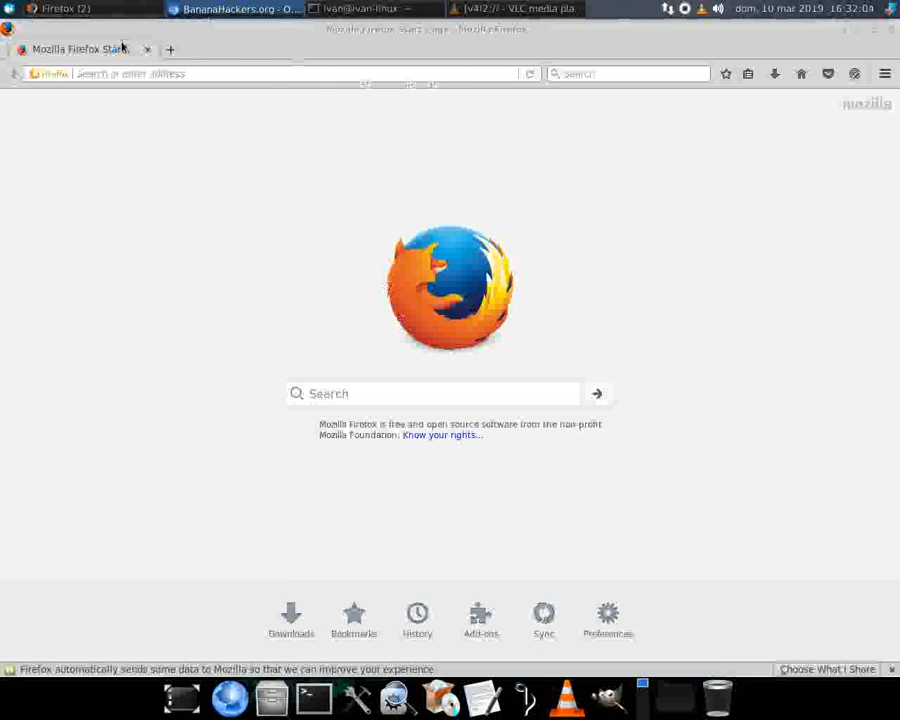 Firefox (2)
BananaHackers.org - O...
ivan@ivan-linux: ~
[v4l2:// - VLC media pla...
dom, 10 mar 2019 16:32:04
Mozilla Firefox Start Page - Mozilla Firefox
Mozilla Firefox Star
Firefox
Search or enter address
Search
mozilla
Search
Mozilla Firefox is free and open source software from the non-profit
Mozilla Foundation. Know your rights...
Downloads
Bookmarks
History
Add-ons
Sync
Preferences
Firefox automatically sends some data to Mozilla so that we can improve your experience
Choose What I Share